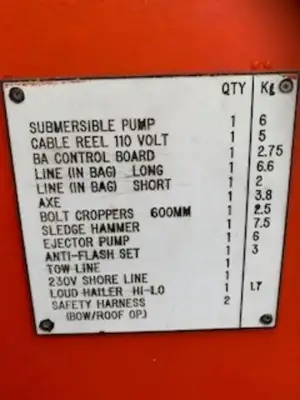 QTY Kg
SUBMERSIBLE PUMP 1 6
CABLE REEL 110 VOLT 1 5
BA CONTROL BOARD 1 2.75
LINE (IN BAG) LONG 1 6.6
LINE (IN BAG) SHORT 1 2
AXE 1 3.8
BOLT CROPPERS 600MM 1 2.5
SLEDGE HAMMER 1 7.5
EJECTOR PUMP 1 6
ANTI-FLASH SET 1 3
TOW LINE 1
230V SHORE LINE 1
LOUD HAILER HI-LO 1 1.7
SAFETY HARNESS 2
(BOW/ROOF OP.)